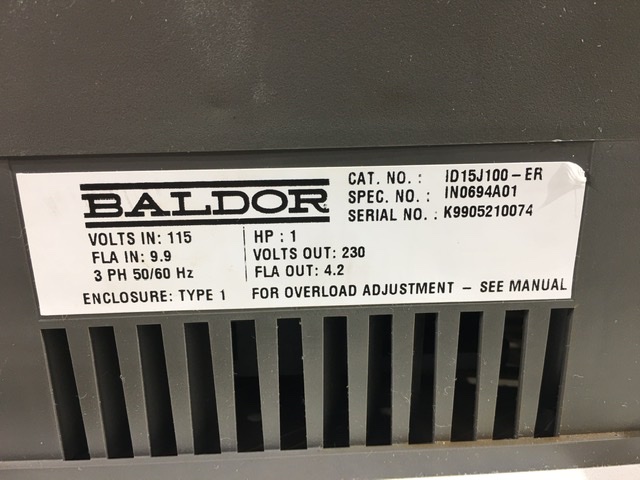 BALDOR
CAT. NO. : ID15J100-ER
SPEC. NO. : IN0694A01
SERIAL NO. : K9905210074
VOLTS IN: 115
FLA IN: 9.9
3 PH 50/60 Hz
HP : 1
VOLTS OUT: 230
FLA OUT: 4.2
ENCLOSURE: TYPE 1 FOR OVERLOAD ADJUSTMENT - SEE MANUAL